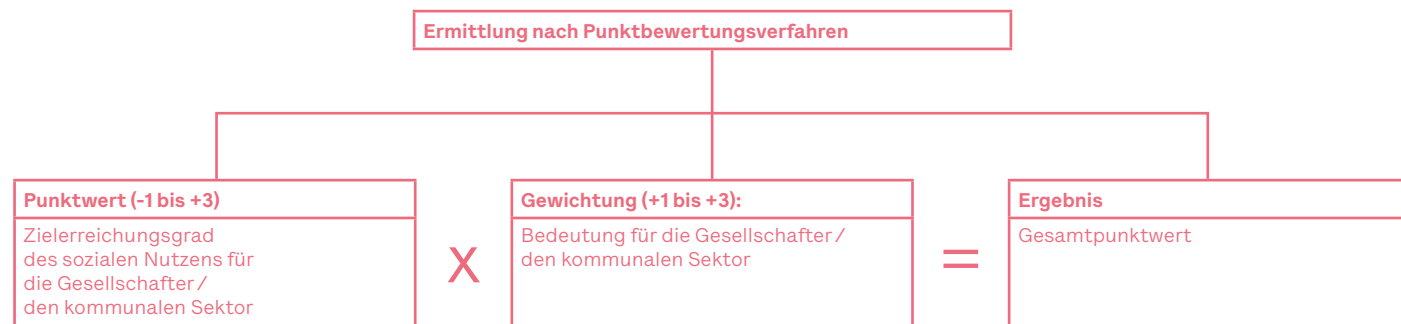 Ermittlung nach Punktbewertungsverfahren
Punktwert (-1 bis +3)
Zielerreichungsgrad
des sozialen Nutzens für
die Gesellschafter /
den kommunalen Sektor
x
Gewichtung (+1 bis +3):
Bedeutung für die Gesellschafter /
den kommunalen Sektor
=
Ergebnis
Gesamtpunktwert